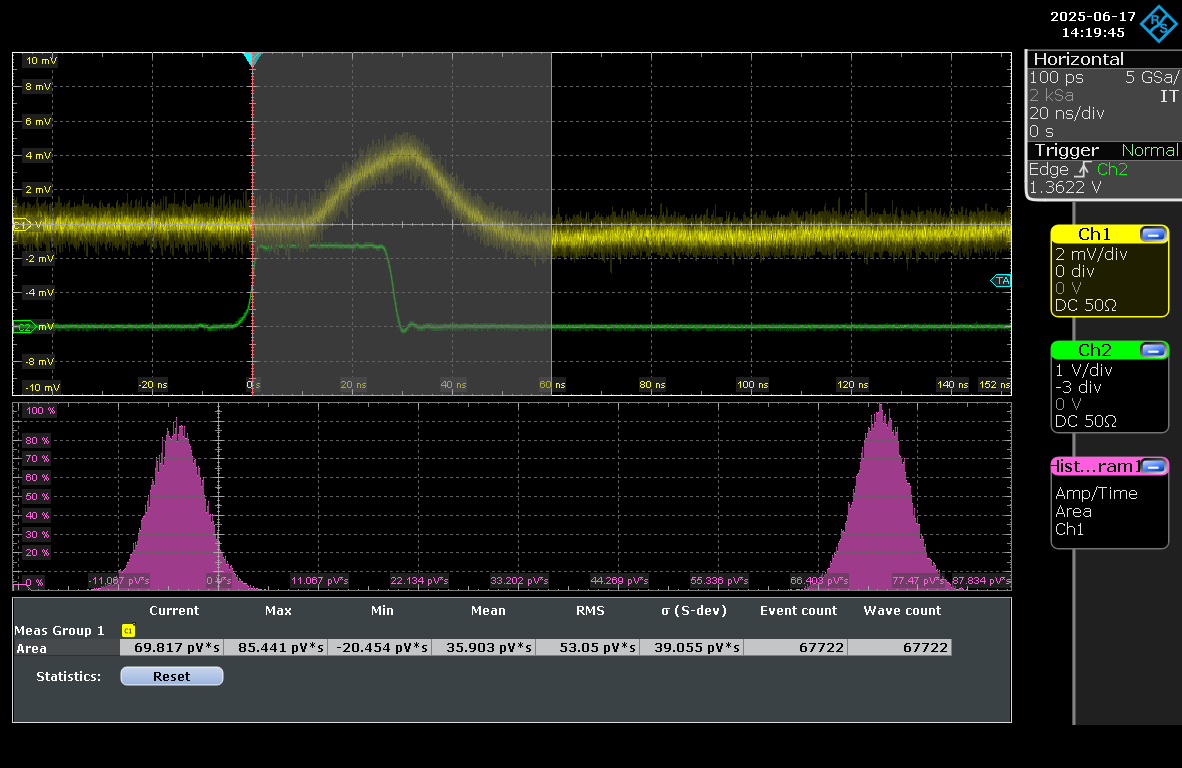 2025-06-17
14:19:45
R&S
10 mV
8 mV
6 mV
4 mV
2 mV
C1 V
-2 mV
-4 mV
C2 mV
-8 mV
-10 mV
-20 ns 0 s 20 ns 40 ns 60 ns 80 ns 100 ns 120 ns 140 ns 152 ns
TA
Horizontal
100 ps 5 GSa/
2 kSa IT
20 ns/div
0 s
Trigger Normal
Edge Ch2
1.3622 V
Ch1
2 mV/div
0 div
0 V
DC 50Ω
Ch2
1 V/div
-3 div
0 V
DC 50Ω
Hist...ram1
Amp/Time
Area
Ch1
100 %
80 %
70 %
60 %
50 %
40 %
30 %
20 %
0 %
-11.067 pV*s 0 V*s 11.067 pV*s 22.134 pV*s 33.202 pV*s 44.269 pV*s 55.336 pV*s 66.403 pV*s 77.47 pV*s 87.834 pV*s
Current Max Min Mean RMS σ (S-dev) Event count Wave count
Meas Group 1 C1
Area 69.817 pV*s 85.441 pV*s -20.454 pV*s 35.903 pV*s 53.05 pV*s 39.055 pV*s 67722 67722
Statistics: Reset